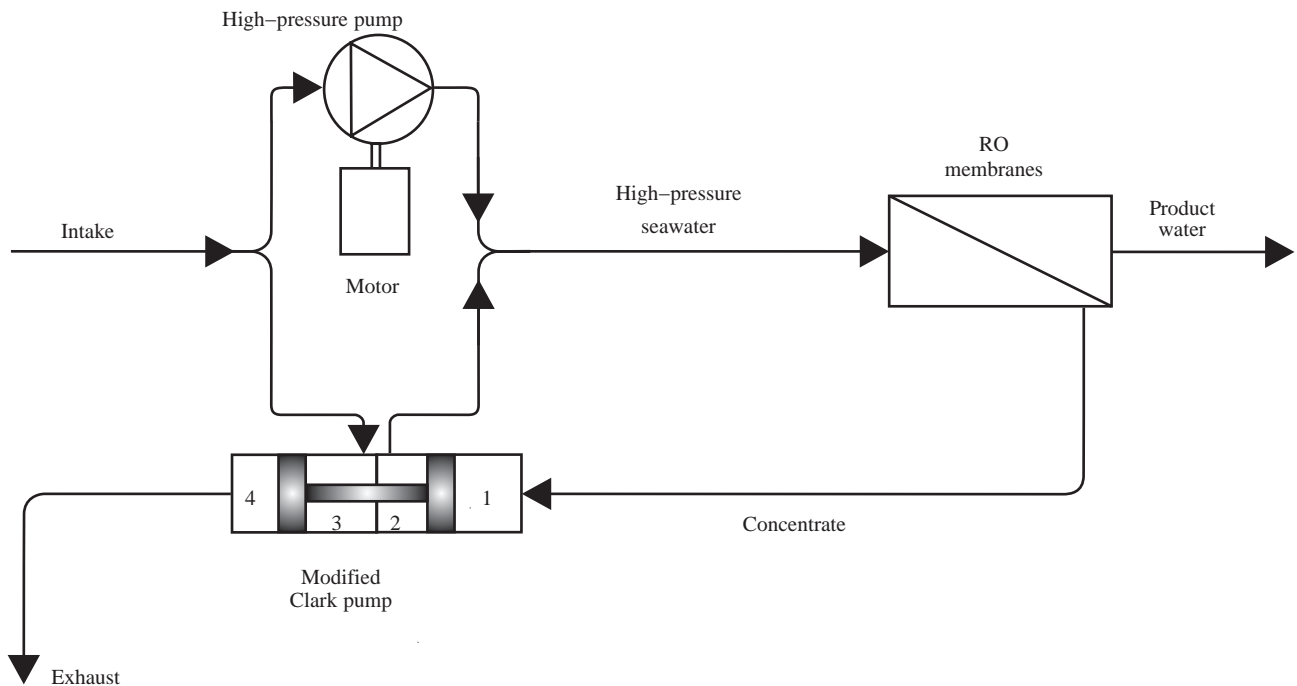 High−pressure pump
RO
membranes
High−pressure
seawater
Product
water
Intake
Motor
4
3
2
1
Concentrate
Modified
Clark pump
Exhaust